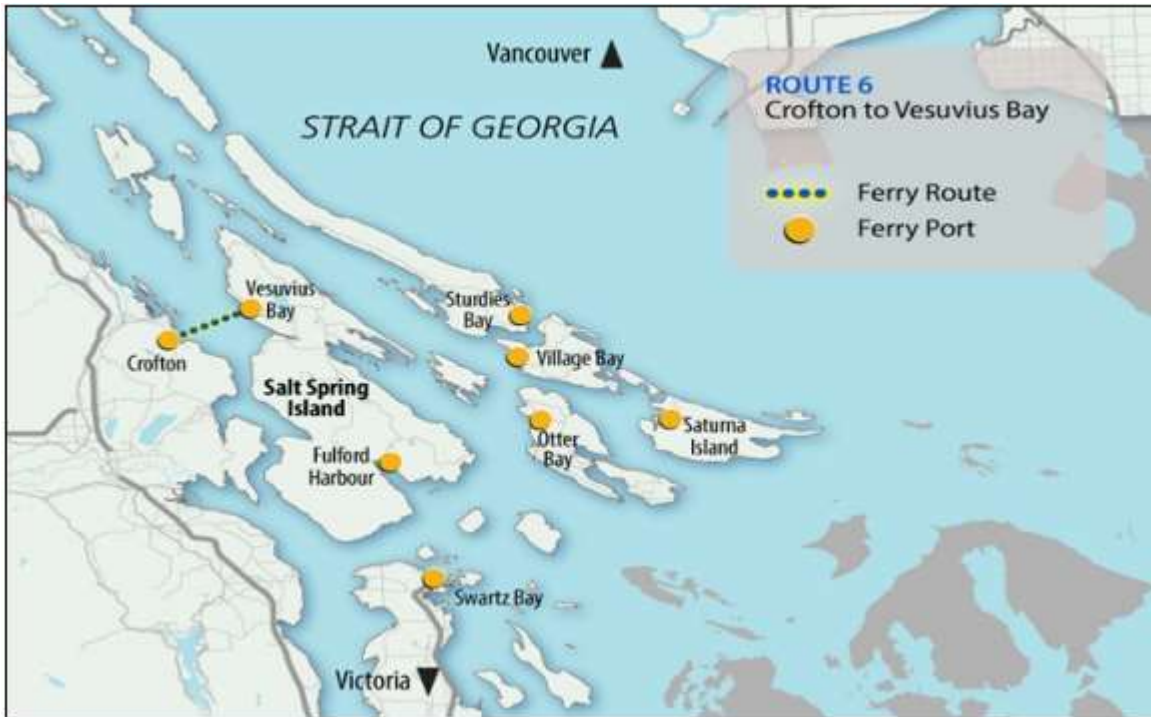 Vancouver
ROUTE 6
Crofton to Vesuvius Bay
STRAIT OF GEORGIA
Ferry Route
Ferry Port
Vesuvius
Bay
Sturdies
Bay
Crofton
Village Bay
Salt Spring
Island
Otter
Bay
Saturna
Island
Fulford
Harbour
Swartz Bay
Victoria